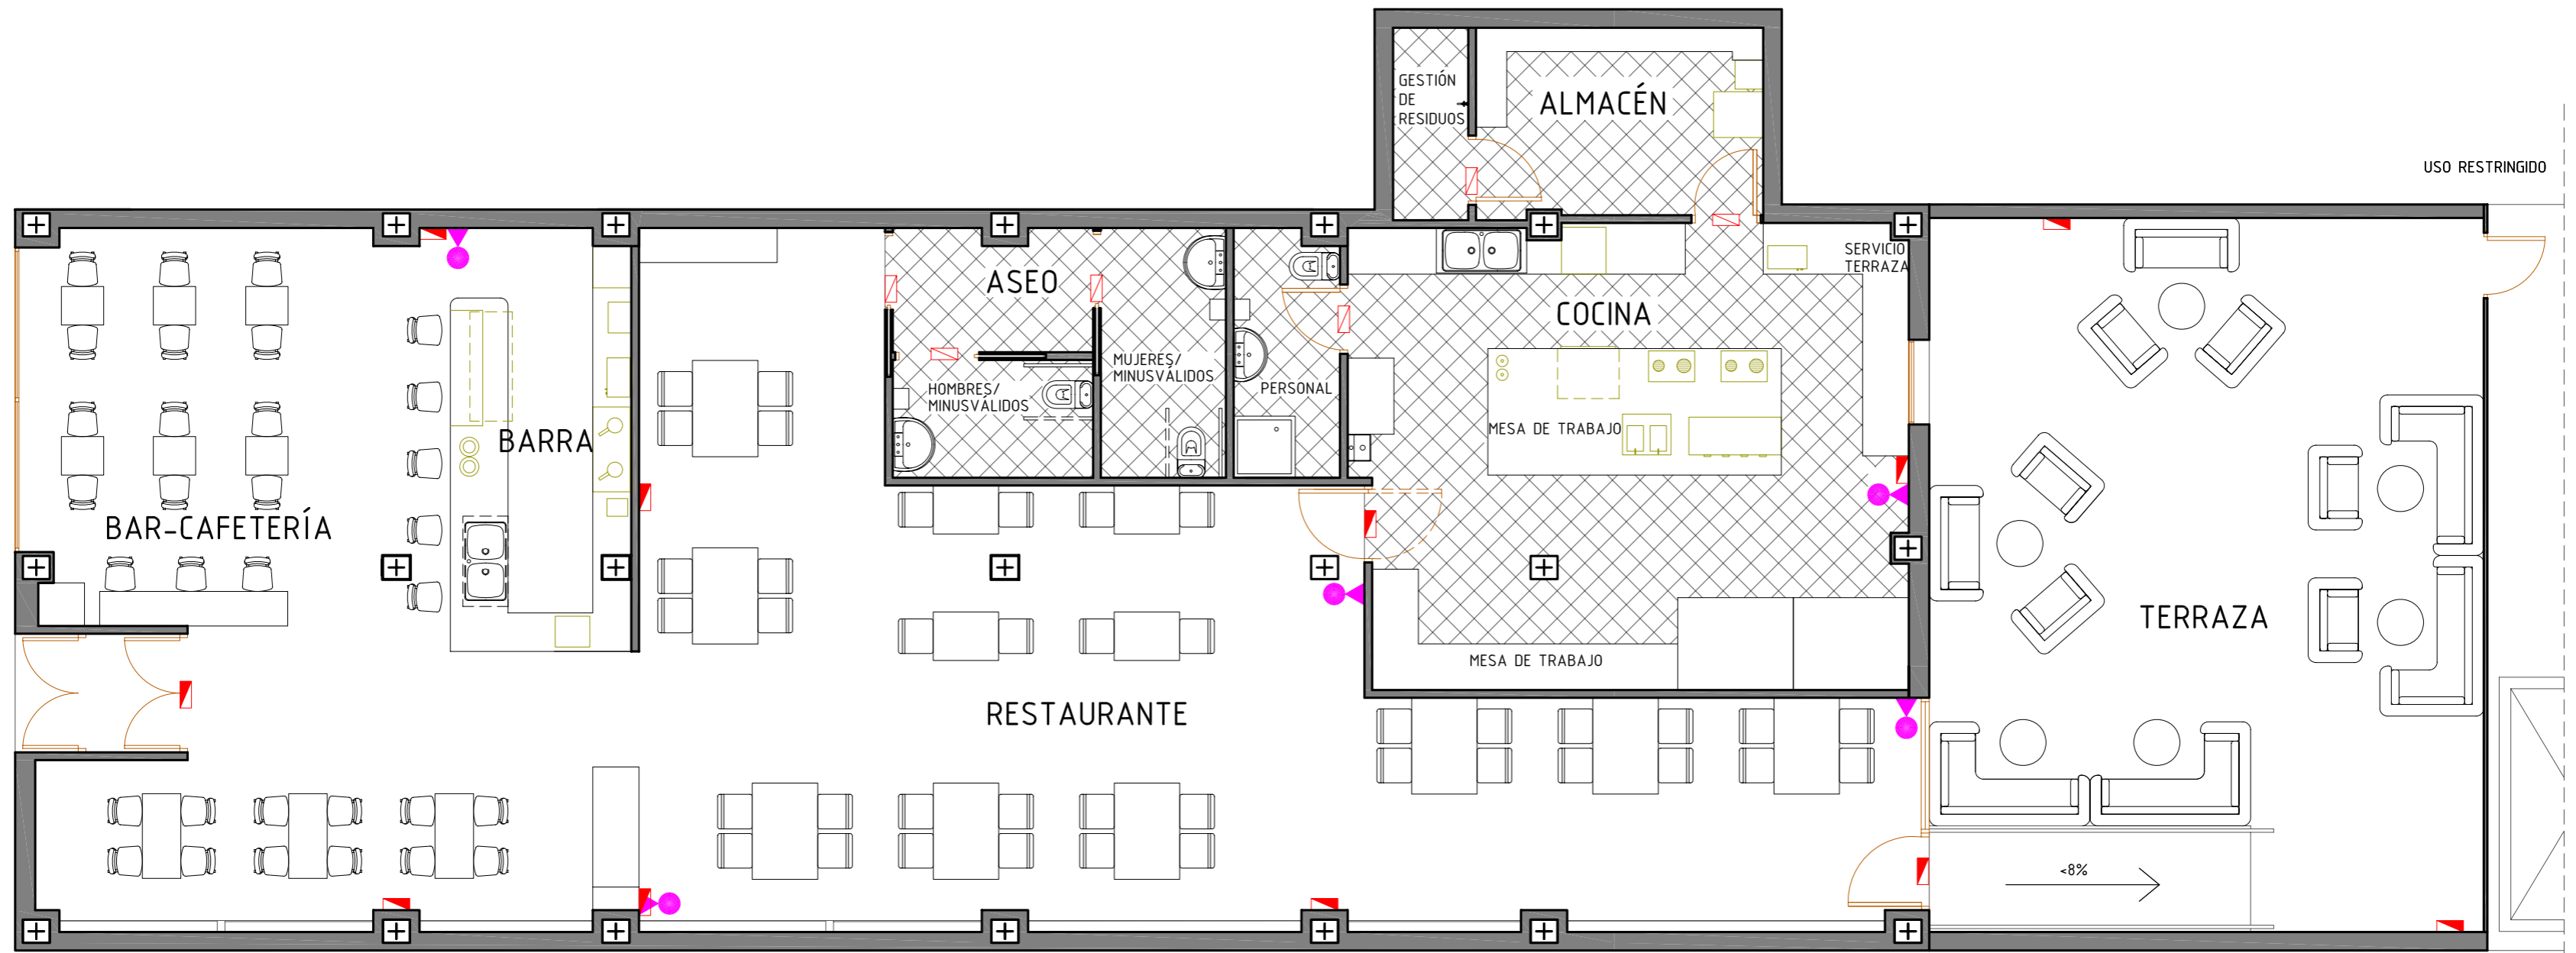 GESTIÓN
DE
RESIDUOS
ALMACÉN
USO RESTRINGIDO
SERVICIO
TERRAZA
ASEO
COCINA
MUJERES/
MINUSVÁLIDOS
HOMBRES/
MINUSVÁLIDOS
PERSONAL
MESA DE TRABAJO
BARRA
BAR-CAFETERÍA
TERRAZA
MESA DE TRABAJO
RESTAURANTE
<8%